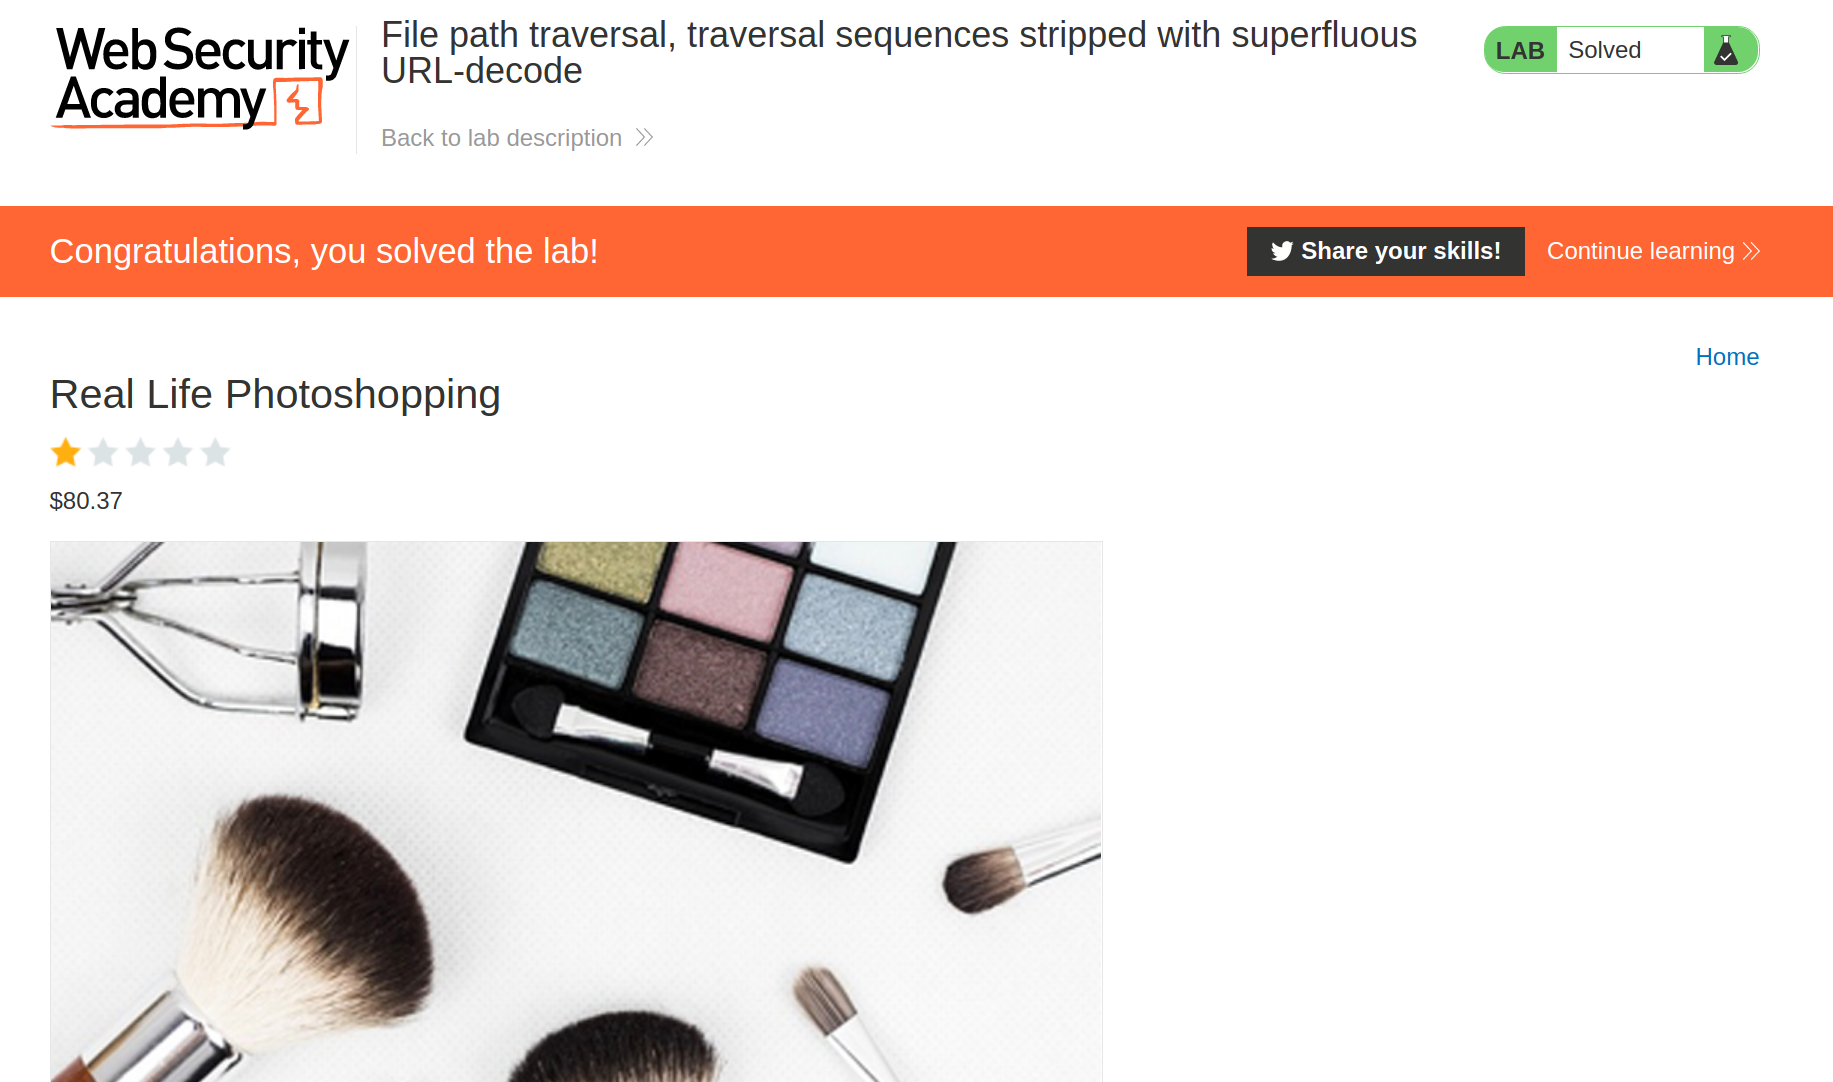 Web Security
Academy
File path traversal, traversal sequences stripped with superfluous
URL-decode
Back to lab description
LAB
Solved
Congratulations, you solved the lab!
Share your skills!
Continue learning
Home
Real Life Photoshopping
$80.37